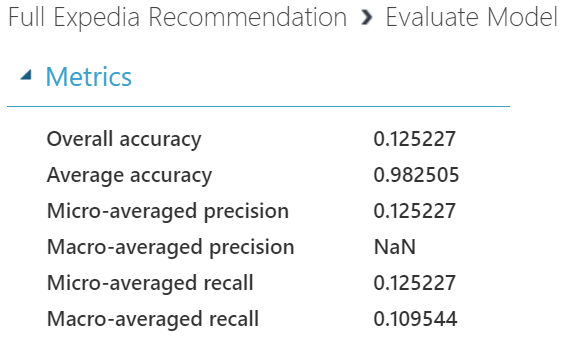 Full Expedia Recommendation > Evaluate Model
Metrics
Overall accuracy 0.125227
Average accuracy 0.982505
Micro-averaged precision 0.125227
Macro-averaged precision NaN
Micro-averaged recall 0.125227
Macro-averaged recall 0.109544